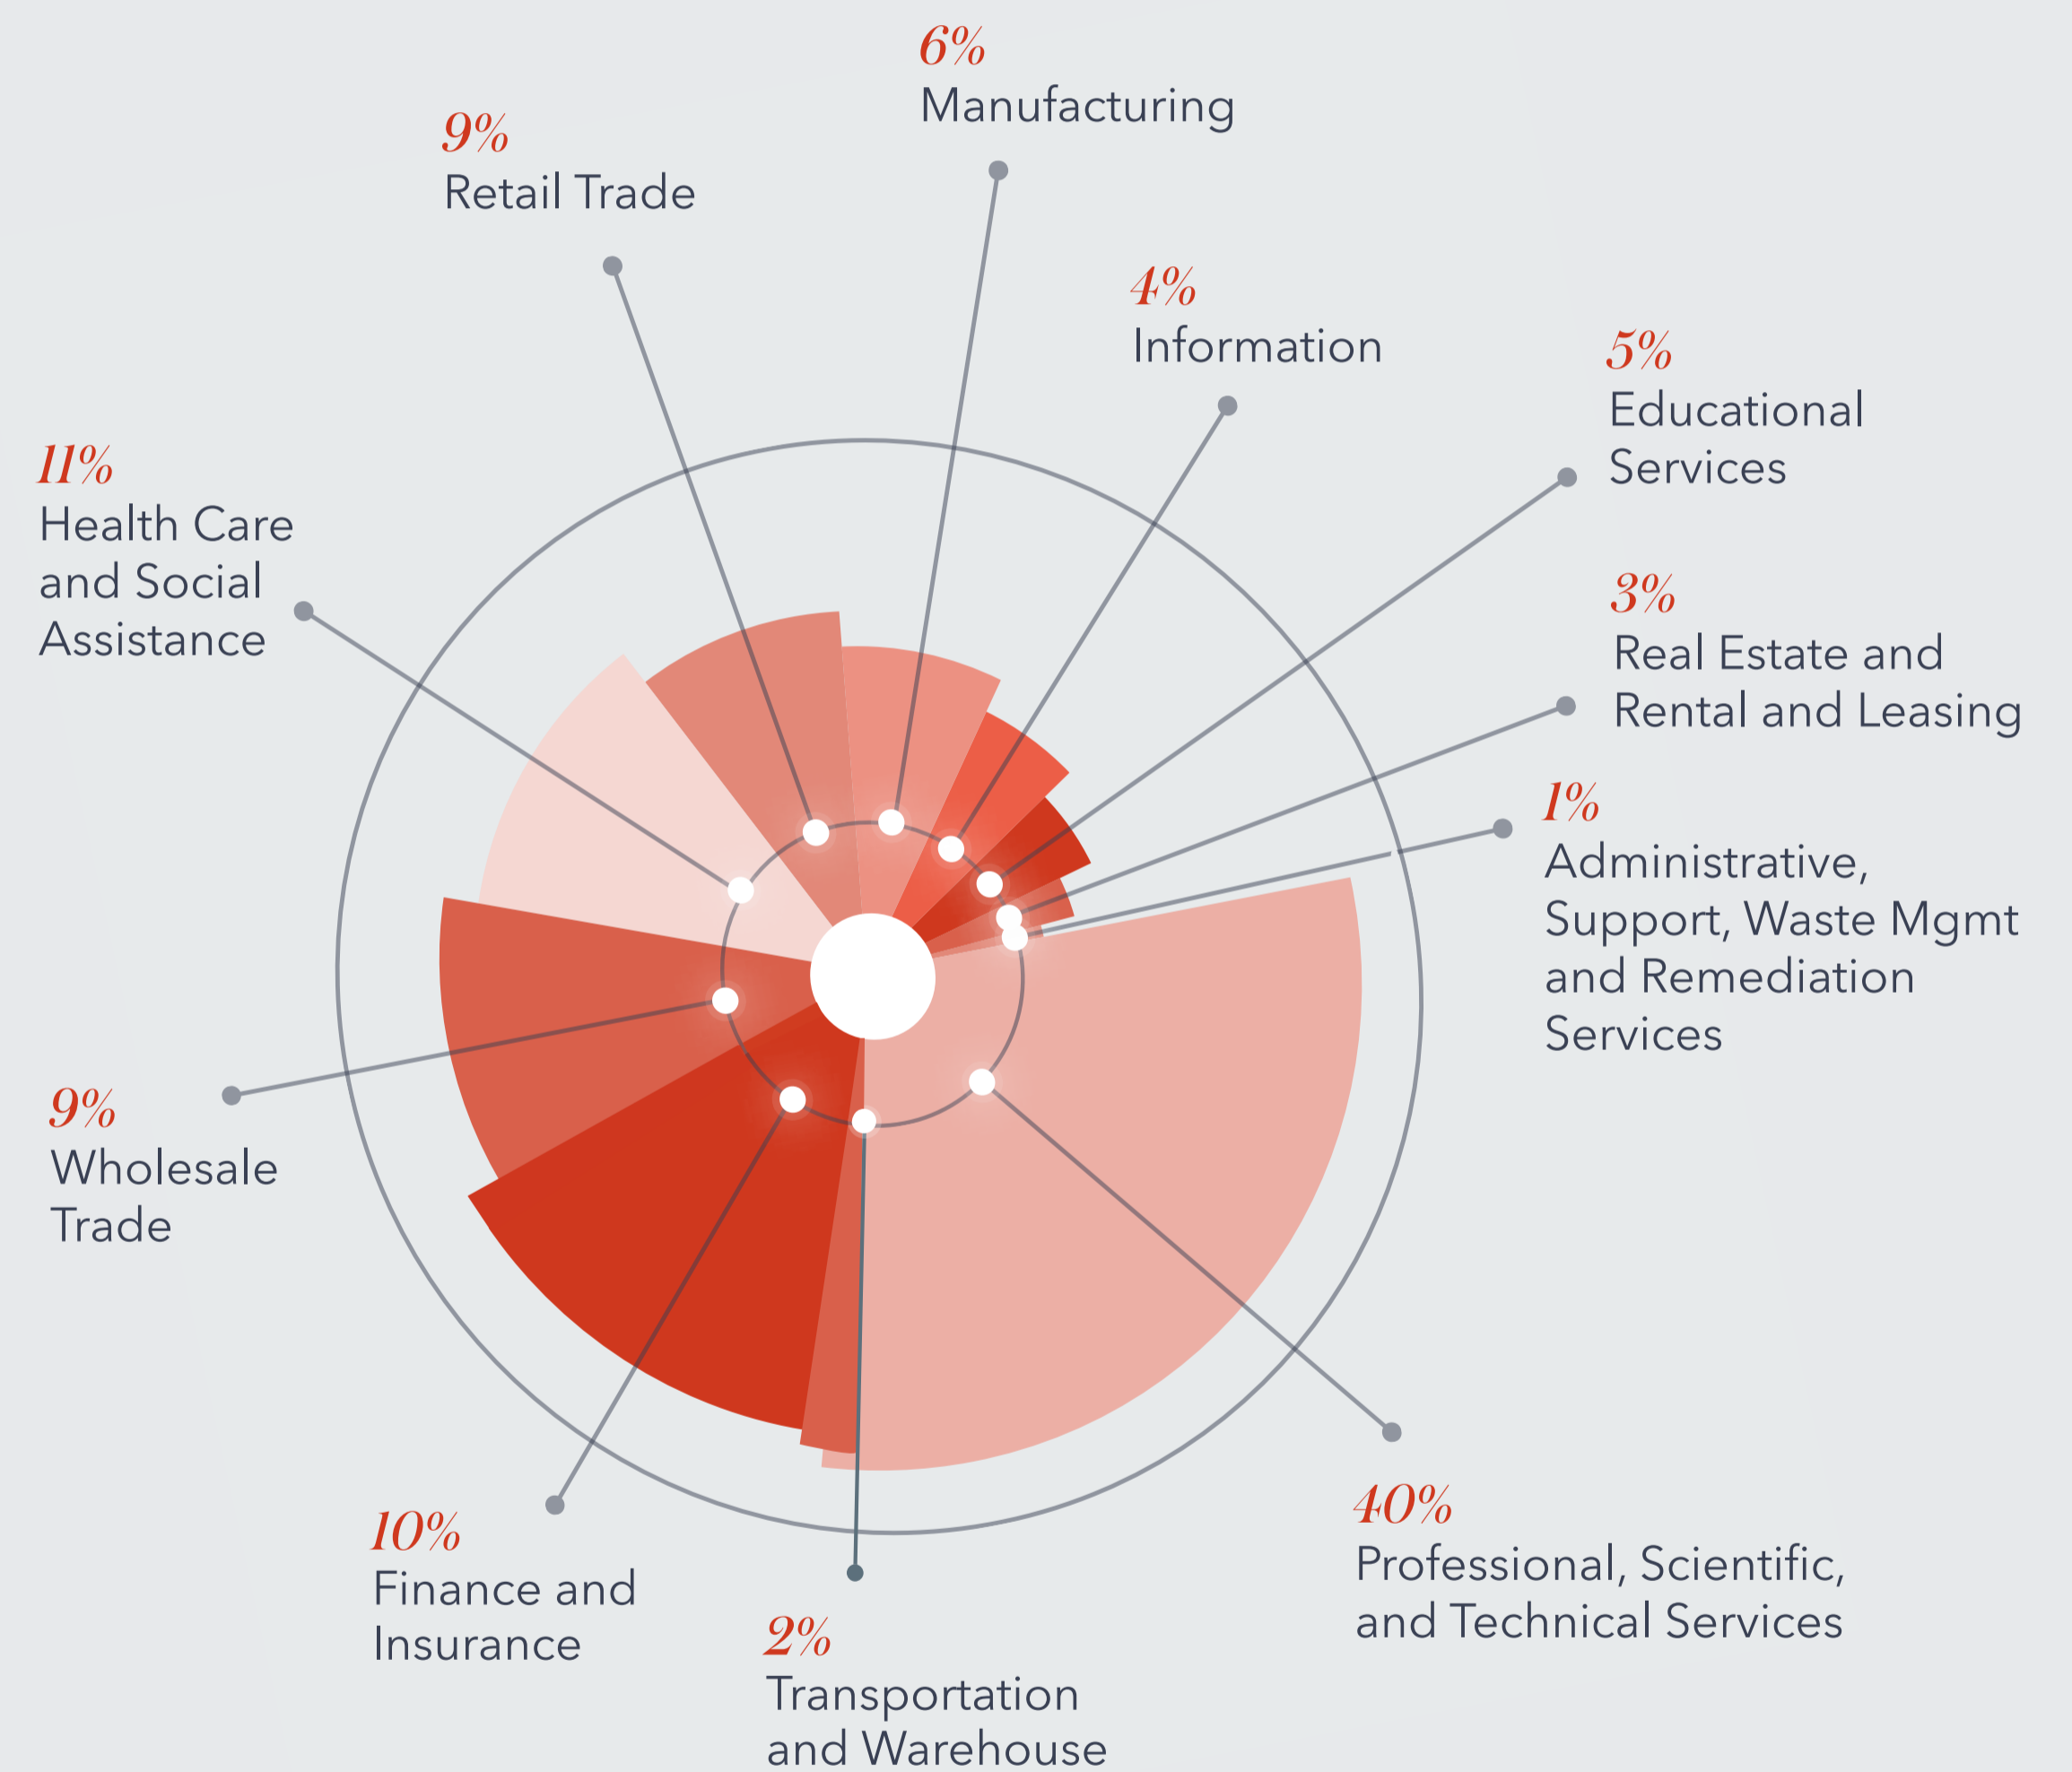 6%
Manufacturing
9%
Retail Trade
4%
Information
5%
Educational
Services
11%
Health Care
and Social
Assistance
3%
Real Estate and
Rental and Leasing
1%
Administrative,
Support, Waste Mgmt
and Remediation
Services
9%
Wholesale
Trade
10%
Finance and
Insurance
2%
Transportation
and Warehouse
40%
Professional, Scientific,
and Technical Services